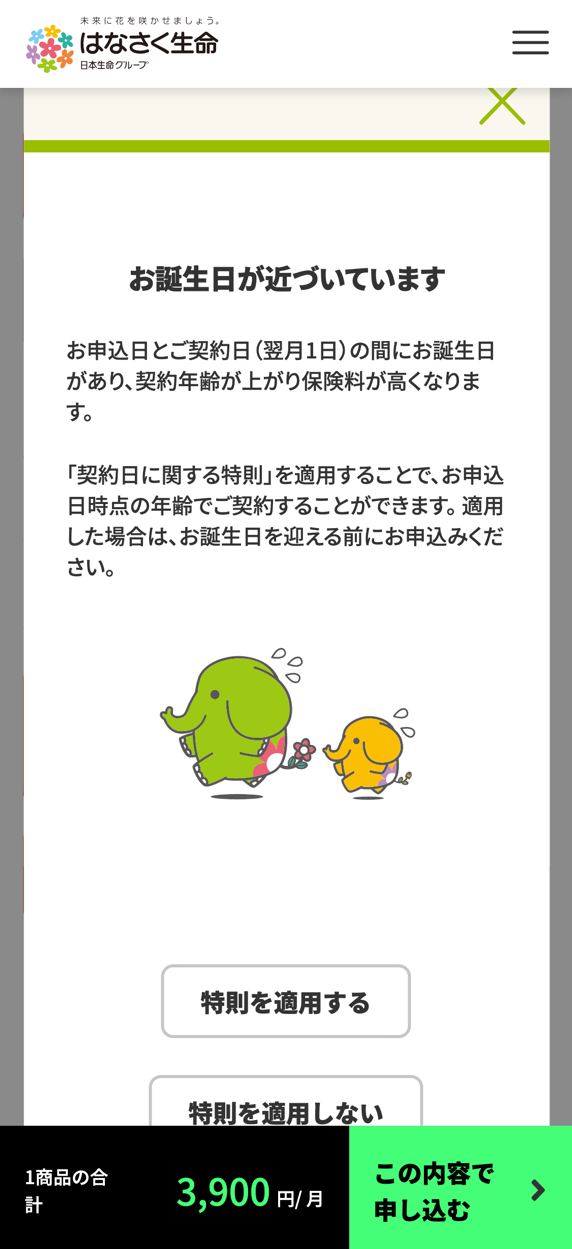 未来に花を咲かせましょう。
はなさく生命
日本生命グループ
お誕生日が近づいています
お申込日とご契約日（翌月1日）の間にお誕生日
があり、契約年齢が上がり保険料が高くなりま
す。
「契約日に関する特則」を適用することで、お申込
日時点の年齢でご契約することができます。適用
した場合は、お誕生日を迎える前にお申込みくだ
さい。
特則を適用する
特則を適用しない
1商品の合
計
3,900 円/ 月
この内容で
申し込む